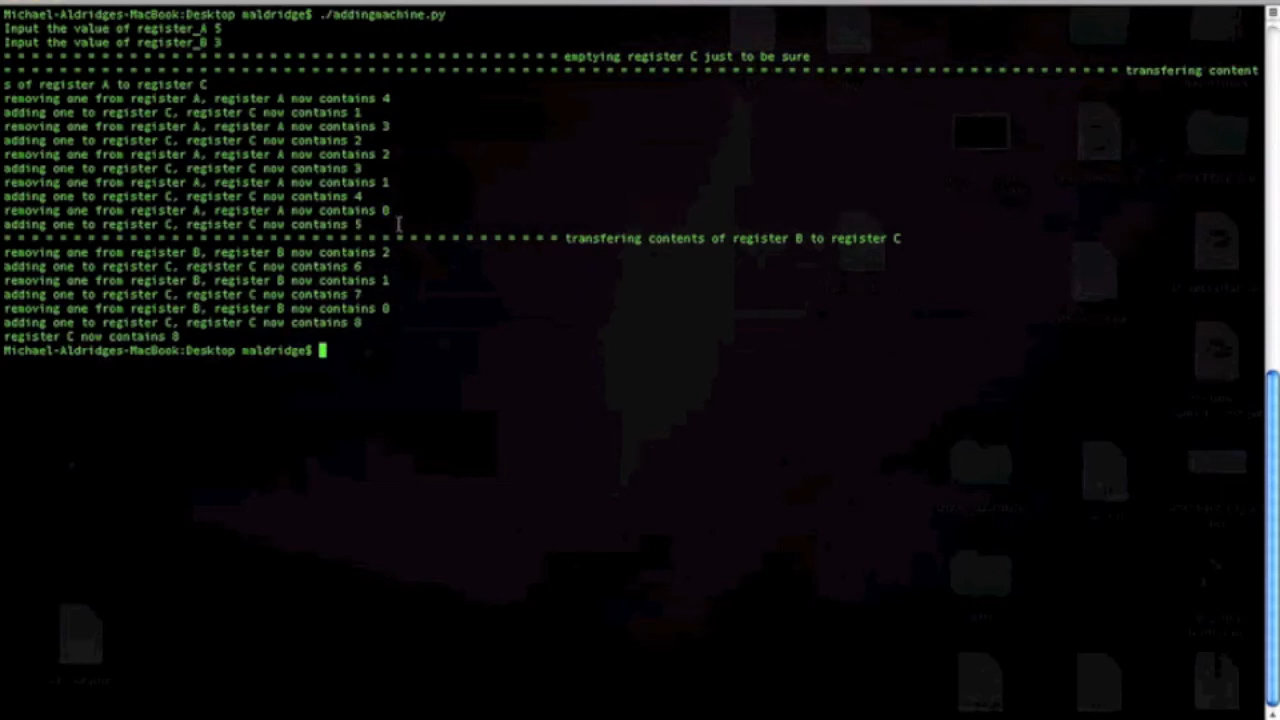 Michael-Aldridges-MacBook:Desktop maldridge$ ./addingmachine.py
Input the value of register_A 5
Input the value of register_B 3
= = = = = = = = = = = = = = = = = = = = = = = = = = = = = = = = = = = = = = = emptying register C just to be sure
= = = = = = = = = = = = = = = = = = = = = = = = = = = = = = = = = = = = = = = = = = = = = = = = = = = = = = = = = = = = = = = = = = = = = = = = = = = = = = transfering content
s of register A to register C
removing one from register A, register A now contains 4
adding one to register C, register C now contains 1
removing one from register A, register A now contains 3
adding one to register C, register C now contains 2
removing one from register A, register A now contains 2
adding one to register C, register C now contains 3
removing one from register A, register A now contains 1
adding one to register C, register C now contains 4
removing one from register A, register A now contains 0
adding one to register C, register C now contains 5
= = = = = = = = = = = = = = = = = = = = = = = = = = = = = = = = = = = = = = = transfering contents of register B to register C
removing one from register B, register B now contains 2
adding one to register C, register C now contains 6
removing one from register B, register B now contains 1
adding one to register C, register C now contains 7
removing one from register B, register B now contains 0
adding one to register C, register C now contains 8
register C now contains 8
Michael-Aldridges-MacBook:Desktop maldridge$